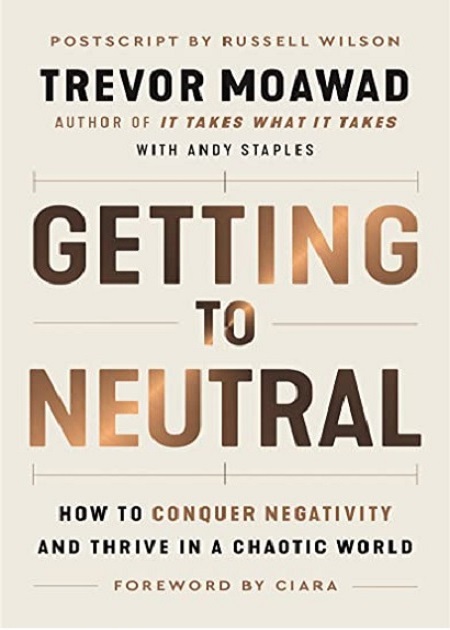 POSTSCRIPT BY RUSSELL WILSON
TREVOR MOAWAD
AUTHOR OF IT TAKES WHAT IT TAKES
WITH ANDY STAPLES
GETTING
TO
NEUTRAL
HOW TO CONQUER NEGATIVITY
AND THRIVE IN A CHAOTIC WORLD
FOREWORD BY CIARA